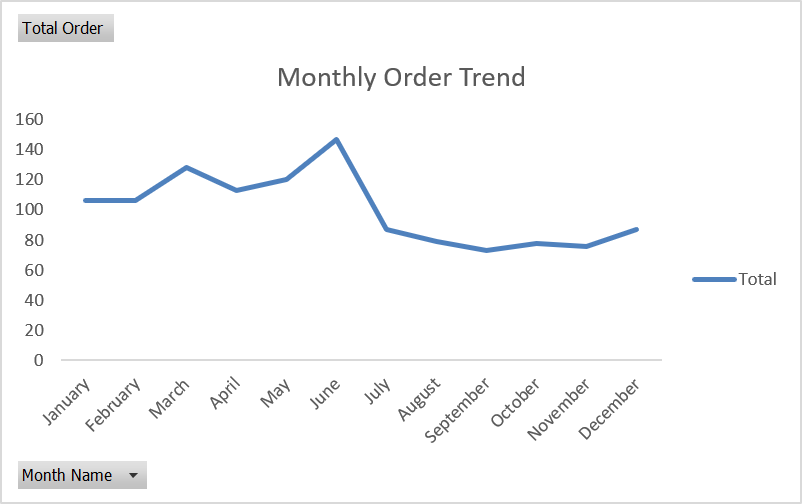 Total Order
Monthly Order Trend
160
140
120
100
80
60
40
20
0
Total
January
February
March
April
May
June
July
August
September
October
November
December
Month Name